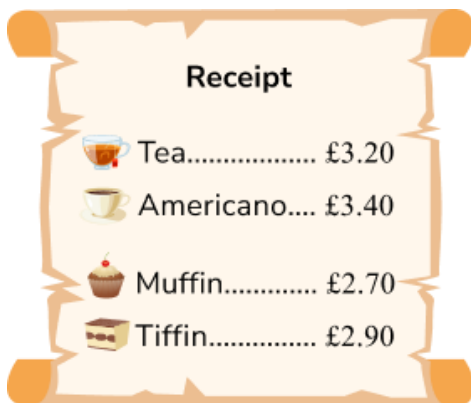 Receipt
Tea.................. £3.20
Americano.... £3.40
Muffin............. £2.70
Tiffin............... £2.90